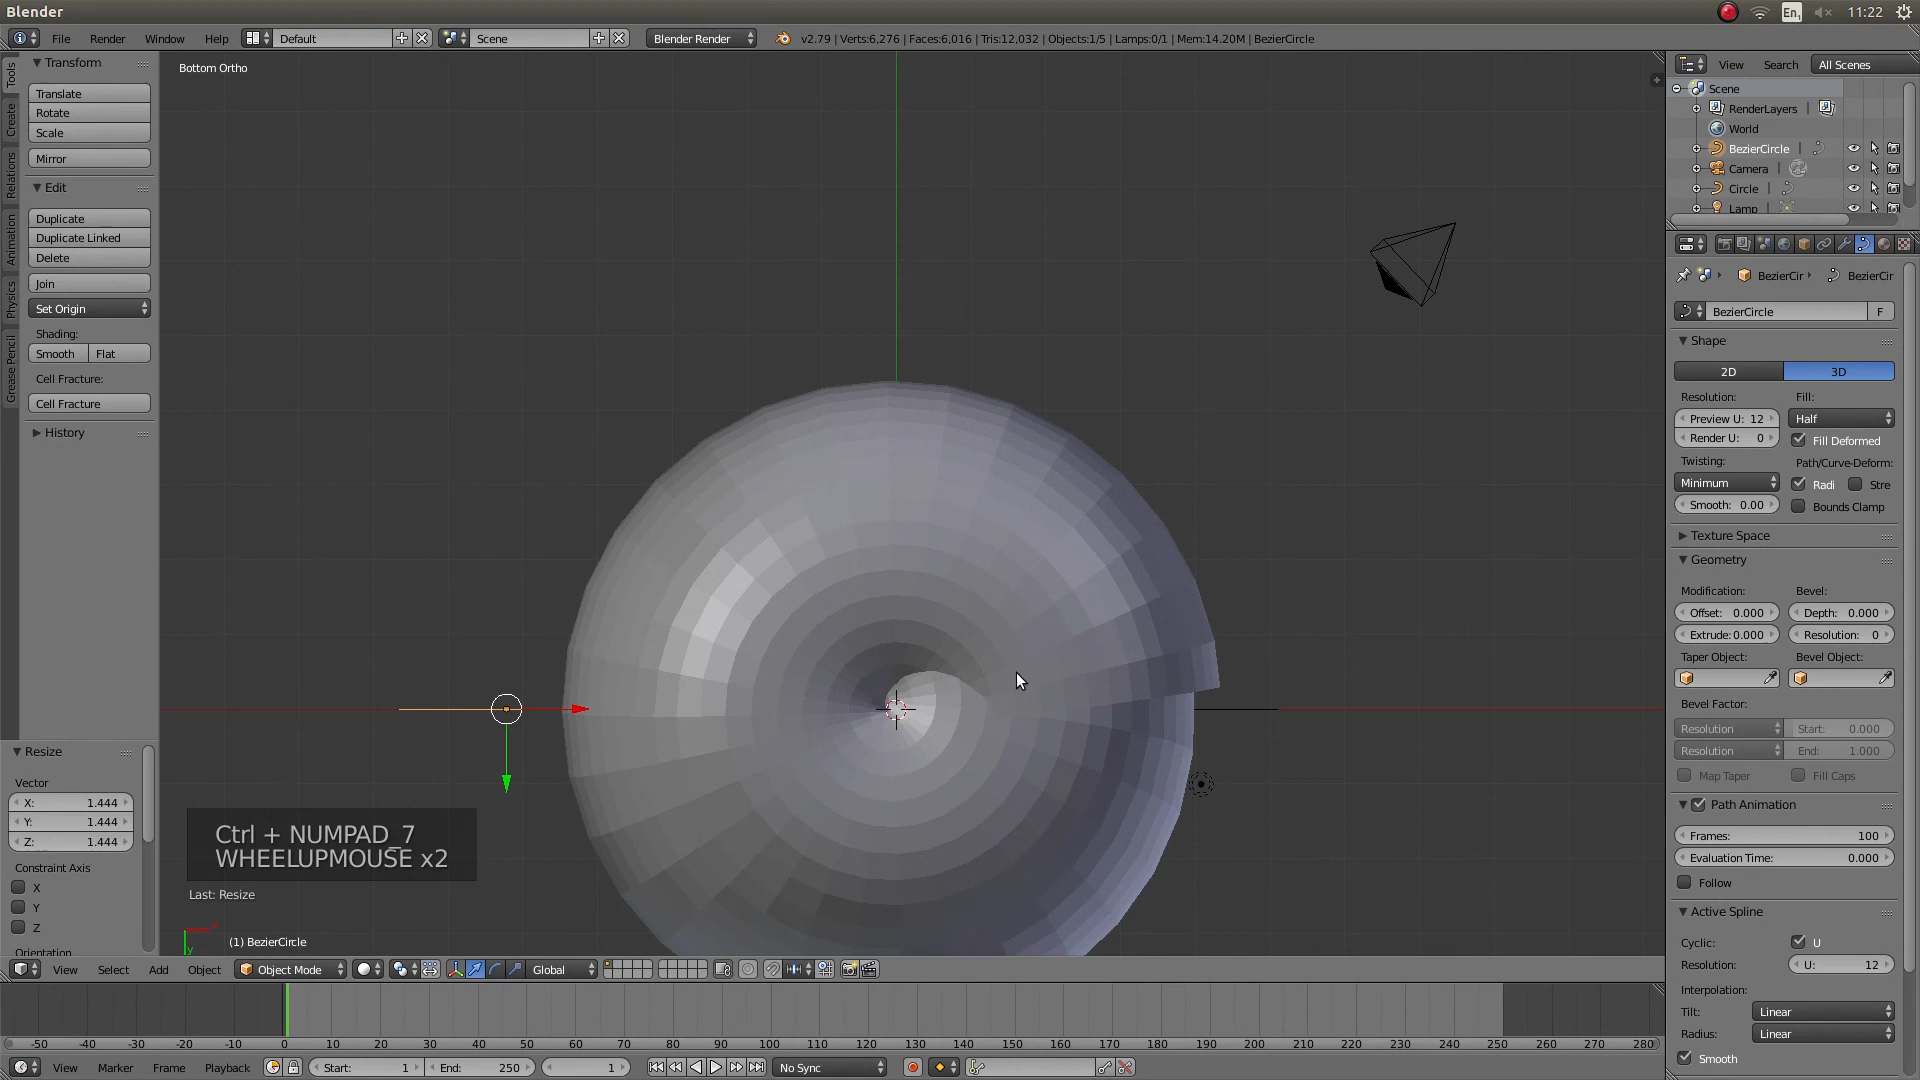 Blender
En1
11:22
File Render Window Help Default Scene Blender Render v2.79 | Verts:6,276 | Faces:6,016 | Tris:12,032 | Objects:1/5 | Lamps:0/1 | Mem:14.20M | BezierCircle
Tools
Create
Relations
Animation
Physics
Grease Pencil
Transform
Translate
Rotate
Scale
Mirror
Edit
Duplicate
Duplicate Linked
Delete
Join
Set Origin
Shading:
Smooth Flat
Cell Fracture:
Cell Fracture
History
Resize
Vector
X: 1.444
Y: 1.444
Z: 1.444
Constraint Axis
X
Y
Z
Orientation
Bottom Ortho
Ctrl + NUMPAD_7
WHEELUPMOUSE x2
Last: Resize
y
(1) BezierCircle
View Select Add Object Object Mode Global
View Search All Scenes
Scene
RenderLayers
World
BezierCircle
Camera
Circle
Lamp
BezierCir BezierCir
BezierCircle F
Shape
2D 3D
Resolution: Fill:
Preview U: 12 Half
Render U: 0 Fill Deformed
Twisting: Path/Curve-Deform:
Minimum Radi Stre
Smooth: 0.00 Bounds Clamp
Texture Space
Geometry
Modification: Bevel:
Offset: 0.000 Depth: 0.000
Extrude: 0.000 Resolution: 0
Taper Object: Bevel Object:
Bevel Factor:
Resolution Start: 0.000
Resolution End: 1.000
Map Taper Fill Caps
Path Animation
Frames: 100
Evaluation Time: 0.000
Follow
Active Spline
Cyclic: U
Resolution: U: 12
Interpolation:
Tilt: Linear
Radius: Linear
Smooth
-50 -40 -30 -20 -10 0 10 20 30 40 50 60 70 80 90 100 110 120 130 140 150 160 170 180 190 200 210 220 230 240 250 260 270 280
View Marker Frame Playback Start: 1 End: 250 1 No Sync